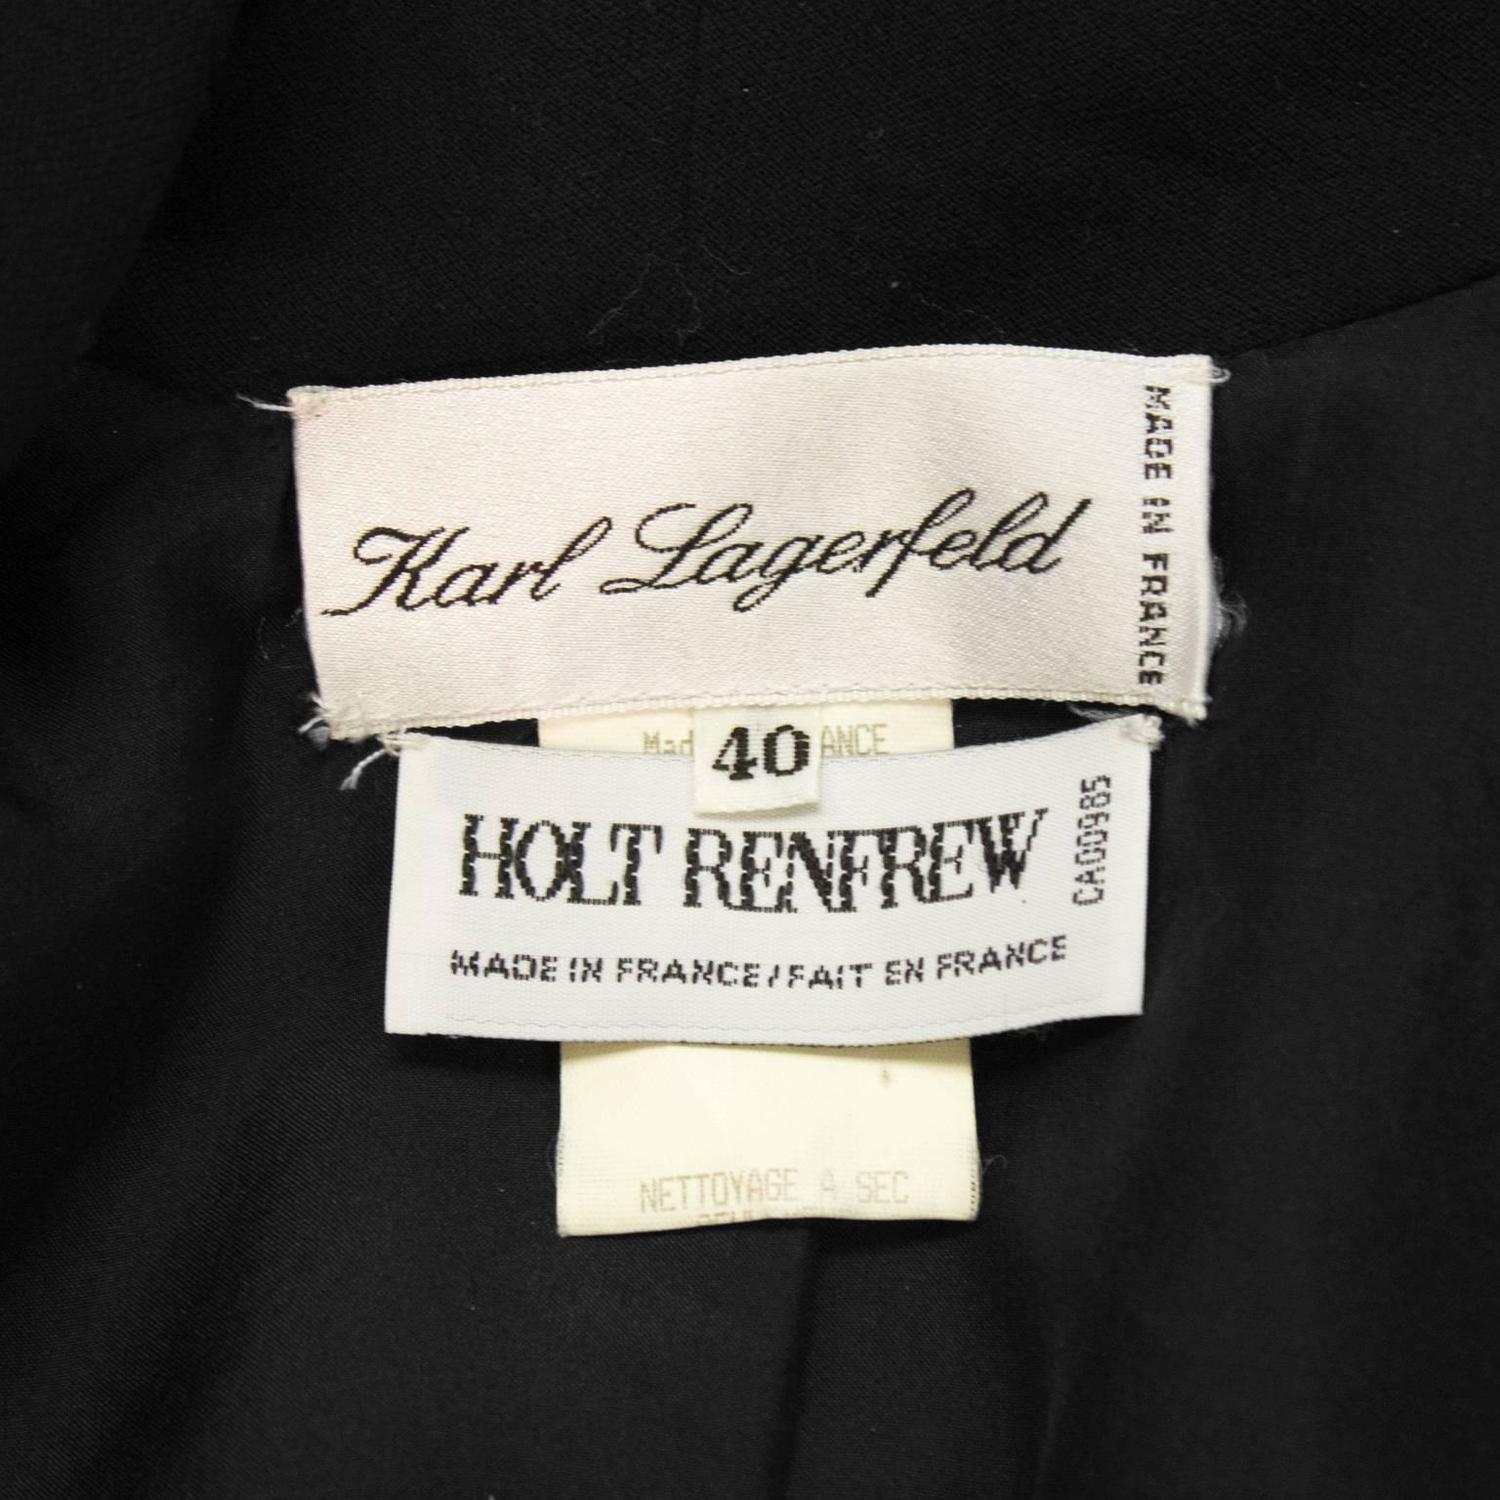 Karl Lagerfeld
MADE IN FRANCE
40
HOLT RENFREW
CA00985
MADE IN FRANCE/FAIT EN FRANCE
NETTOYAGE A SEC